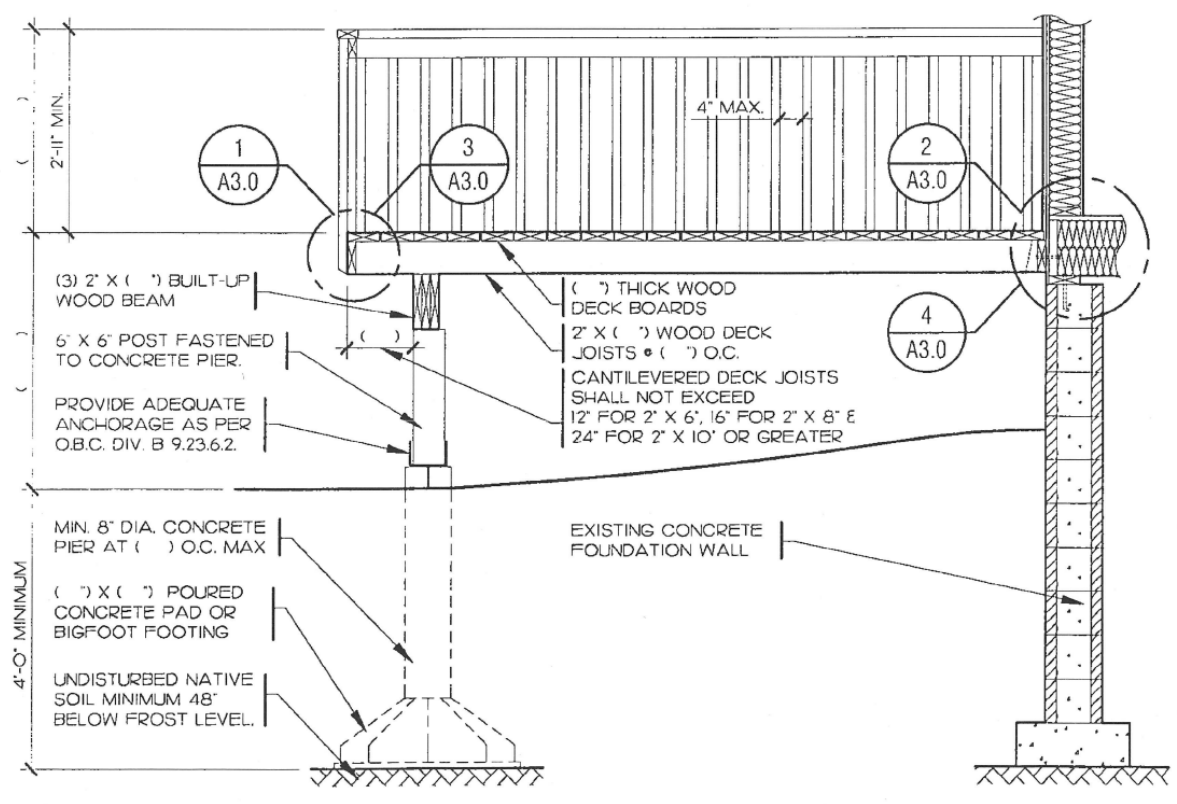 2'-11" MIN.
4" MAX.
1
A3.0
3
A3.0
2
A3.0
4
A3.0
(3) 2" X (   ") BUILT-UP
WOOD BEAM
6" X 6" POST FASTENED
TO CONCRETE PIER.
PROVIDE ADEQUATE
ANCHORAGE AS PER
O.B.C. DIV. B 9.23.6.2.
(   )
(   ") THICK WOOD
DECK BOARDS
2" X (   ") WOOD DECK
JOISTS @ (   ") O.C.
CANTILEVERED DECK JOISTS
SHALL NOT EXCEED
12" FOR 2" X 6", 16" FOR 2" X 8" &
24" FOR 2" X 10" OR GREATER
(   )
(   )
4'-0" MINIMUM
MIN. 8" DIA. CONCRETE
PIER AT (   ) O.C. MAX
(   ") X (   ") POURED
CONCRETE PAD OR
BIGFOOT FOOTING
UNDISTURBED NATIVE
SOIL MINIMUM 48"
BELOW FROST LEVEL.
EXISTING CONCRETE
FOUNDATION WALL